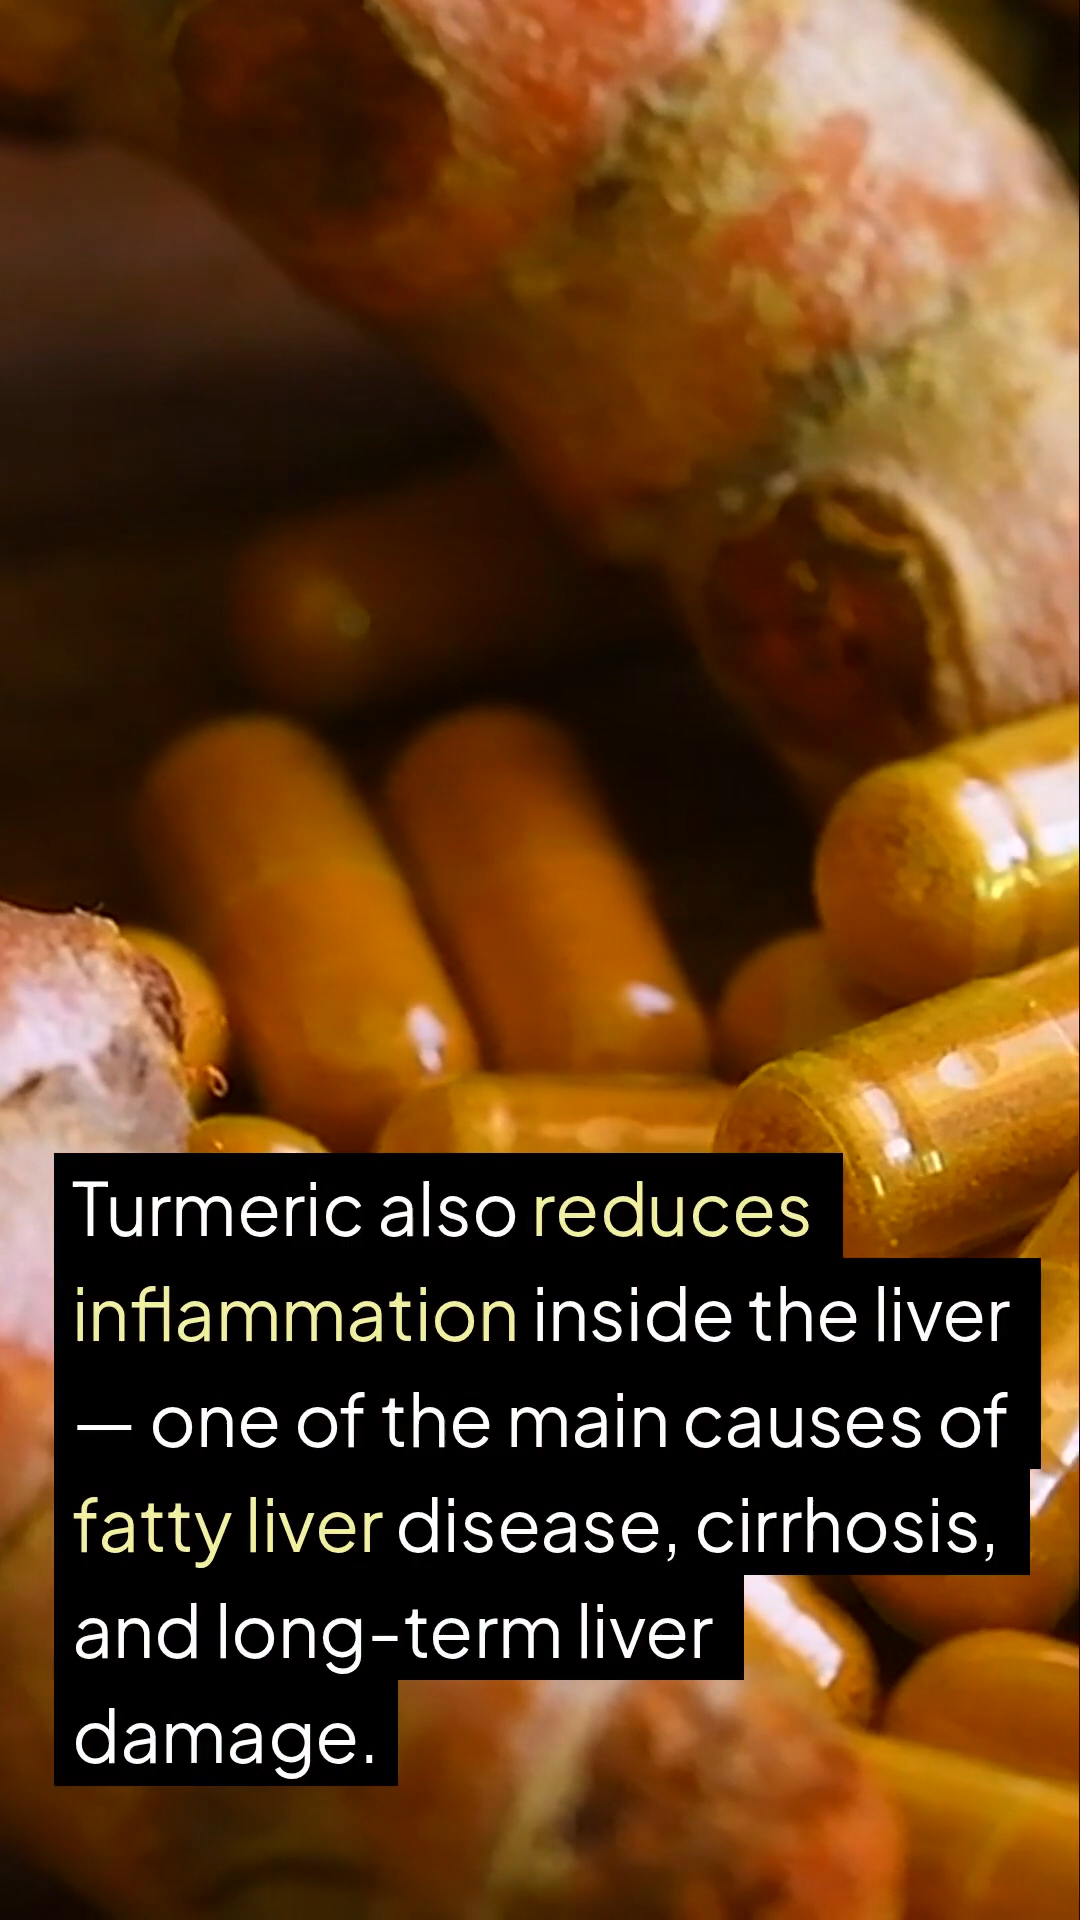 Turmeric also reduces
inflammation inside the liver
— one of the main causes of
fatty liver disease, cirrhosis,
and long-term liver
damage.